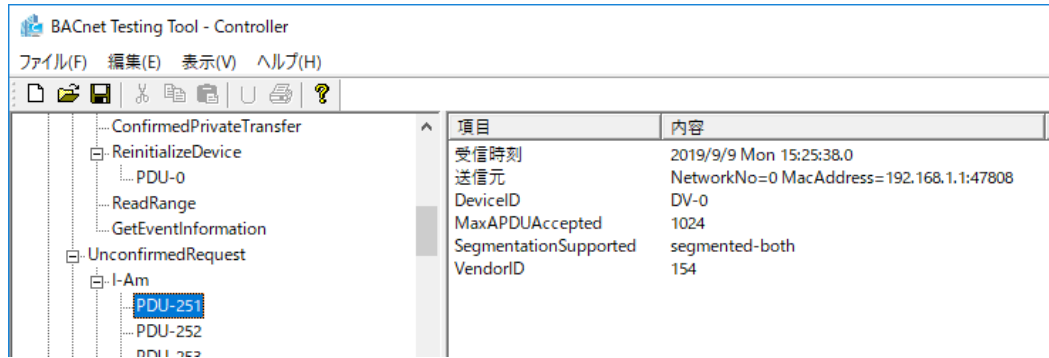 BACnet Testing Tool - Controller
ファイル(F) 編集(E) 表示(V) ヘルプ(H)
ConfirmedPrivateTransfer
ReinitializeDevice
PDU-0
ReadRange
GetEventInformation
UnconfirmedRequest
I-Am
PDU-251
PDU-252
PDU-253
項目 内容
受信時刻 2019/9/9 Mon 15:25:38.0
送信元 NetworkNo=0 MacAddress=192.168.1.1:47808
DeviceID DV-0
MaxAPDUAccepted 1024
SegmentationSupported segmented-both
VendorID 154